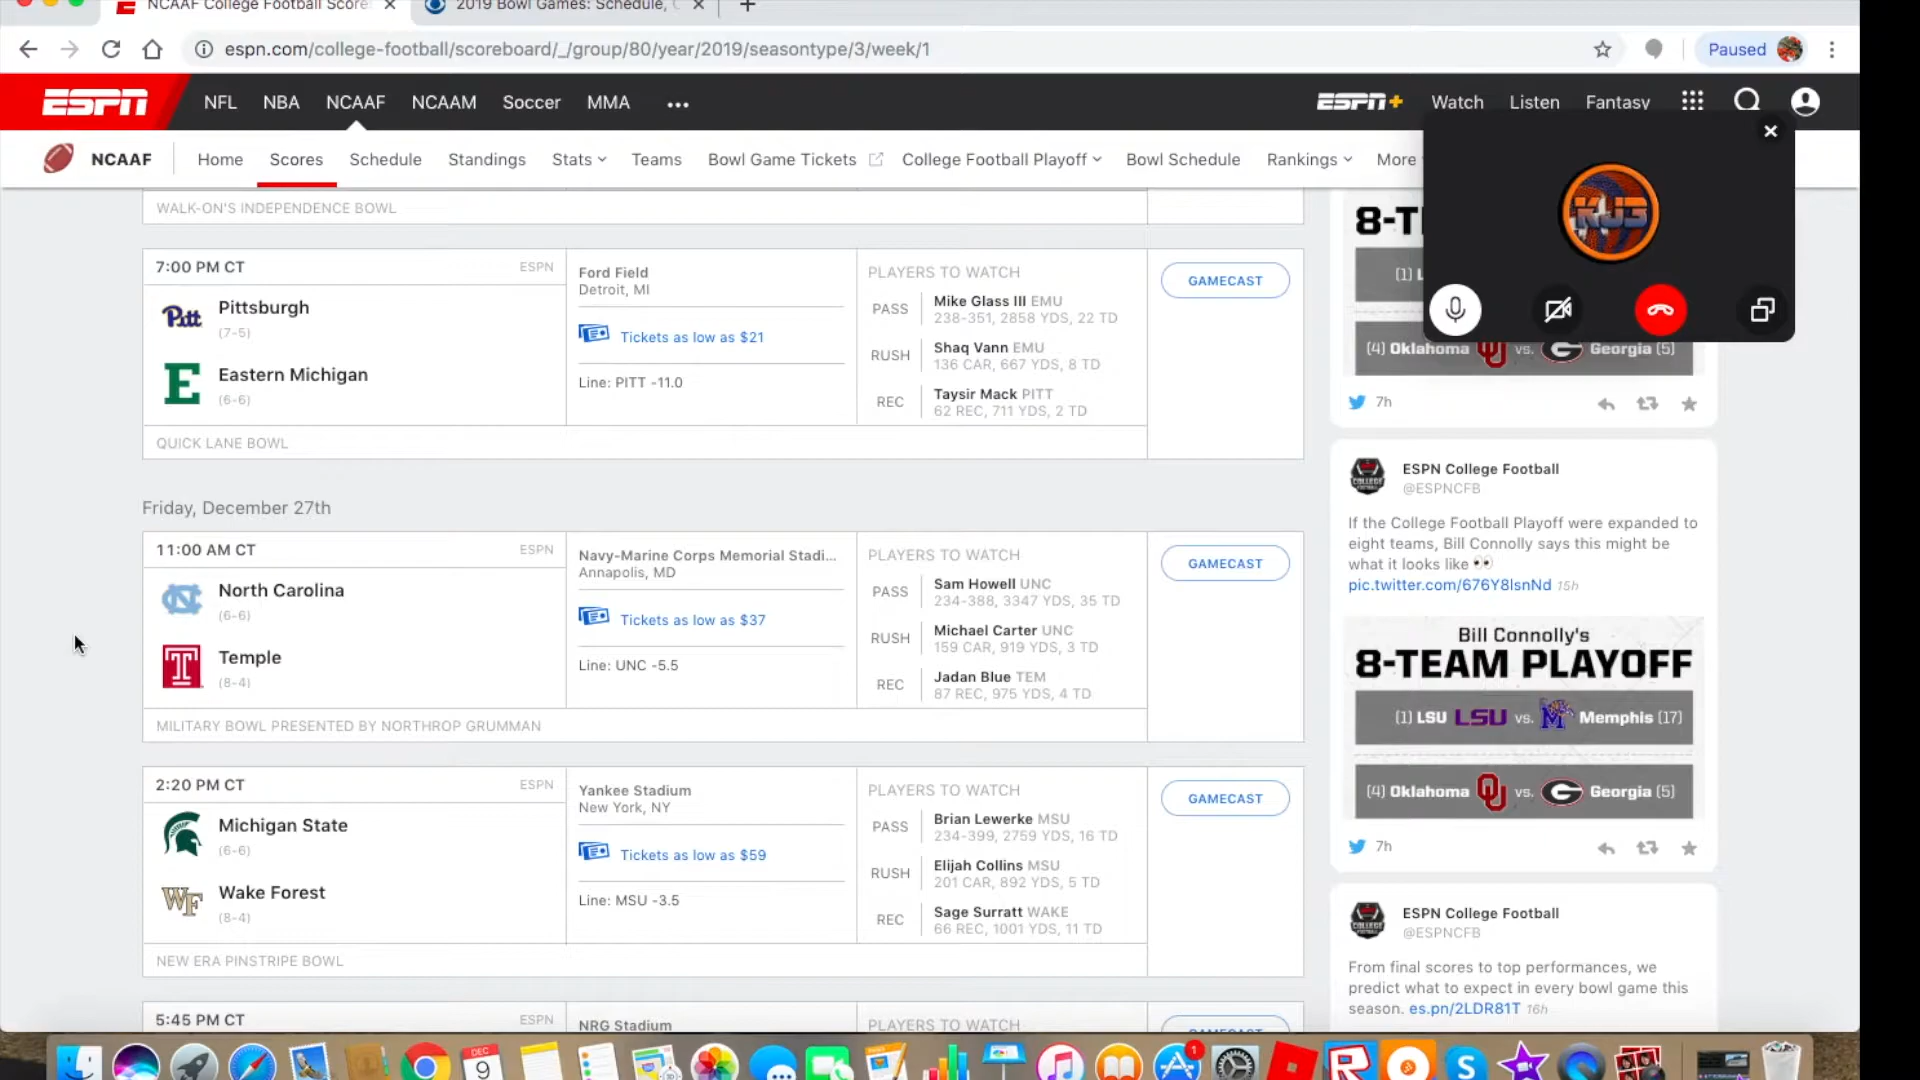 NCAAF College Football Scores
2019 Bowl Games: Schedule,
espn.com/college-football/scoreboard/_/group/80/year/2019/seasontype/3/week/1
Paused
ESPN
NFL
NBA
NCAAF
NCAAM
Soccer
MMA
ESPN+
Watch
Listen
Fantasy
NCAAF
Home
Scores
Schedule
Standings
Stats
Teams
Bowl Game Tickets
College Football Playoff
Bowl Schedule
Rankings
More
KJB
WALK-ON'S INDEPENDENCE BOWL
7:00 PM CT
ESPN
Pitt
Pittsburgh
(7-5)
E
Eastern Michigan
(6-6)
QUICK LANE BOWL
Ford Field
Detroit, MI
Tickets as low as $21
Line: PITT -11.0
PLAYERS TO WATCH
PASS
Mike Glass III EMU
238-351, 2858 YDS, 22 TD
RUSH
Shaq Vann EMU
136 CAR, 667 YDS, 8 TD
REC
Taysir Mack PITT
62 REC, 711 YDS, 2 TD
GAMECAST
Friday, December 27th
11:00 AM CT
ESPN
North Carolina
(6-6)
T
Temple
(8-4)
MILITARY BOWL PRESENTED BY NORTHROP GRUMMAN
Navy-Marine Corps Memorial Stadi...
Annapolis, MD
Tickets as low as $37
Line: UNC -5.5
PLAYERS TO WATCH
PASS
Sam Howell UNC
234-388, 3347 YDS, 35 TD
RUSH
Michael Carter UNC
159 CAR, 919 YDS, 3 TD
REC
Jadan Blue TEM
87 REC, 975 YDS, 4 TD
GAMECAST
2:20 PM CT
ESPN
Michigan State
(6-6)
WF
Wake Forest
(8-4)
NEW ERA PINSTRIPE BOWL
Yankee Stadium
New York, NY
Tickets as low as $59
Line: MSU -3.5
PLAYERS TO WATCH
PASS
Brian Lewerke MSU
234-399, 2759 YDS, 16 TD
RUSH
Elijah Collins MSU
201 CAR, 892 YDS, 5 TD
REC
Sage Surratt WAKE
66 REC, 1001 YDS, 11 TD
GAMECAST
5:45 PM CT
ESPN
NRG Stadium
PLAYERS TO WATCH
GAMECAST
8-T
(1) L
(4) Oklahoma OU vs. G Georgia (5)
7h
ESPN College Football
@ESPNCFB
If the College Football Playoff were expanded to
eight teams, Bill Connolly says this might be
what it looks like
pic.twitter.com/676Y8lsnNd 15h
Bill Connolly's
8-TEAM PLAYOFF
(1) LSU LSU vs. M Memphis (17)
(4) Oklahoma OU vs. G Georgia (5)
7h
ESPN College Football
@ESPNCFB
From final scores to top performances, we
predict what to expect in every bowl game this
season. es.pn/2LDR81T 16h
DEC
9
1